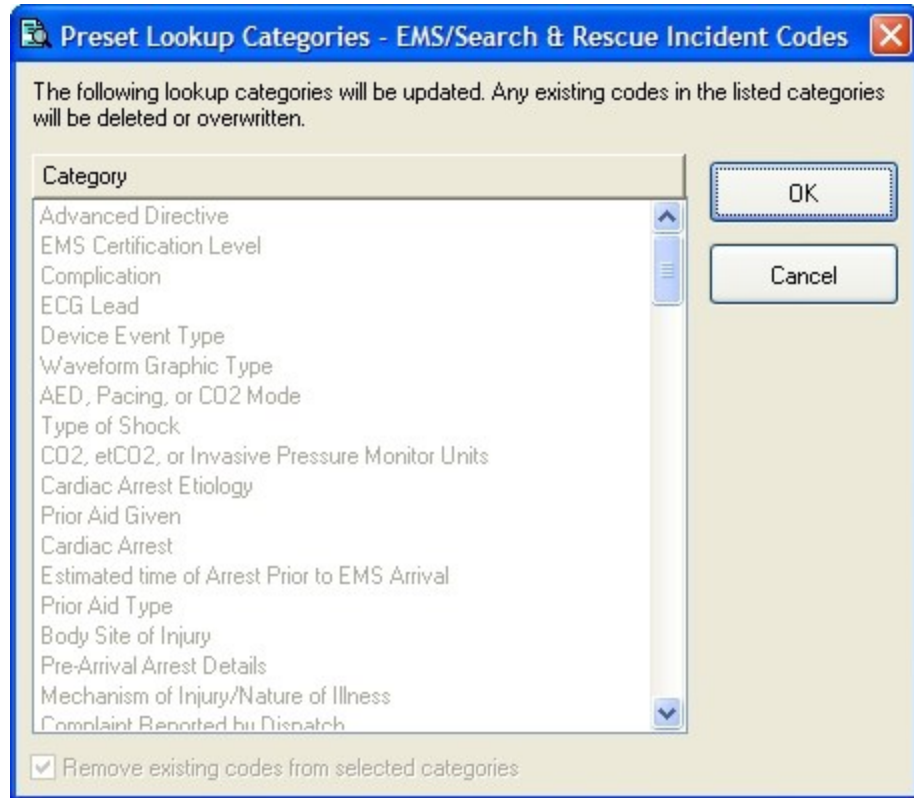 Preset Lookup Categories - EMS/Search & Rescue Incident Codes
The following lookup categories will be updated. Any existing codes in the listed categories
will be deleted or overwritten.
Category
OK
Cancel
Advanced Directive
EMS Certification Level
Complication
ECG Lead
Device Event Type
Waveform Graphic Type
AED, Pacing, or CO2 Mode
Type of Shock
CO2, etCO2, or Invasive Pressure Monitor Units
Cardiac Arrest Etiology
Prior Aid Given
Cardiac Arrest
Estimated time of Arrest Prior to EMS Arrival
Prior Aid Type
Body Site of Injury
Pre-Arrival Arrest Details
Mechanism of Injury/Nature of Illness
Complaint Reported by Dispatch
Remove existing codes from selected categories